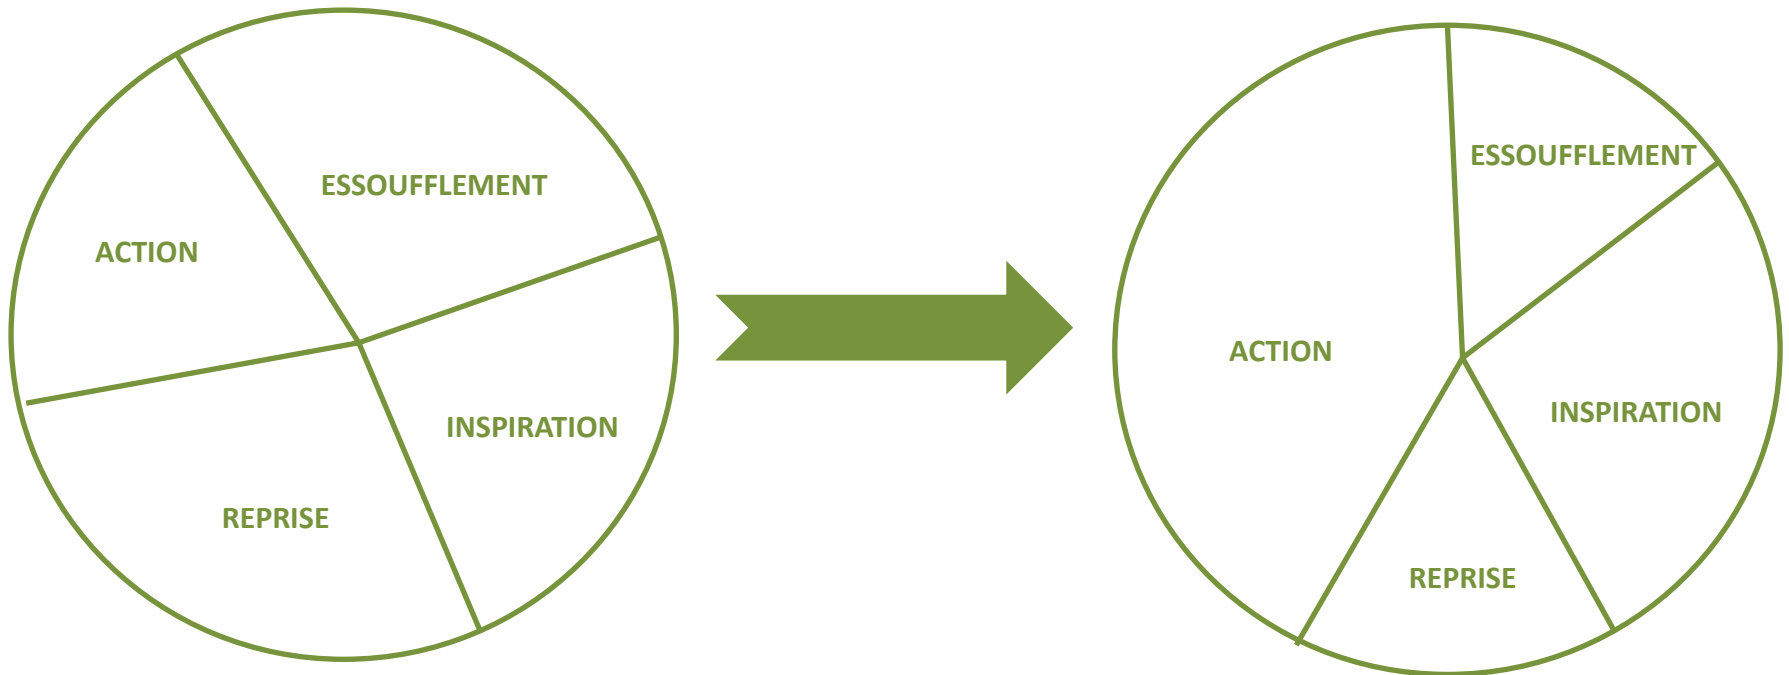 ESSOUFFLEMENT
ACTION
INSPIRATION
REPRISE
ESSOUFFLEMENT
ACTION
INSPIRATION
REPRISE